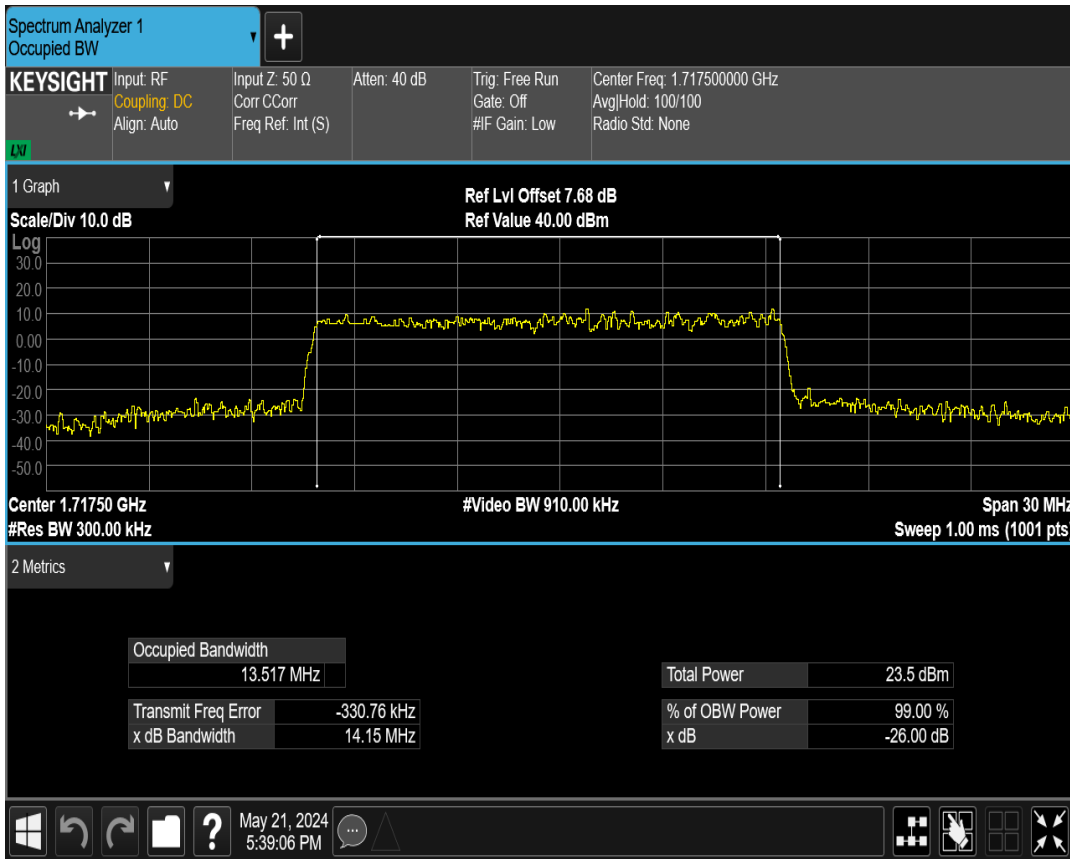 Spectrum Analyzer 1
Occupied BW
+
KEYSIGHT
LXI
Input: RF
Coupling: DC
Align: Auto
Input Z: 50 Ω
Corr CCorr
Freq Ref: Int (S)
Atten: 40 dB
Trig: Free Run
Gate: Off
#IF Gain: Low
Center Freq: 1.717500000 GHz
Avg|Hold: 100/100
Radio Std: None
1 Graph
Scale/Div 10.0 dB
Ref Lvl Offset 7.68 dB
Ref Value 40.00 dBm
Log
30.0
20.0
10.0
0.00
-10.0
-20.0
-30.0
-40.0
-50.0
Center 1.71750 GHz
#Res BW 300.00 kHz
#Video BW 910.00 kHz
Span 30 MHz
Sweep 1.00 ms (1001 pts)
2 Metrics
Occupied Bandwidth
13.517 MHz
Transmit Freq Error -330.76 kHz
x dB Bandwidth 14.15 MHz
Total Power 23.5 dBm
% of OBW Power 99.00 %
x dB -26.00 dB
?
May 21, 2024
5:39:06 PM